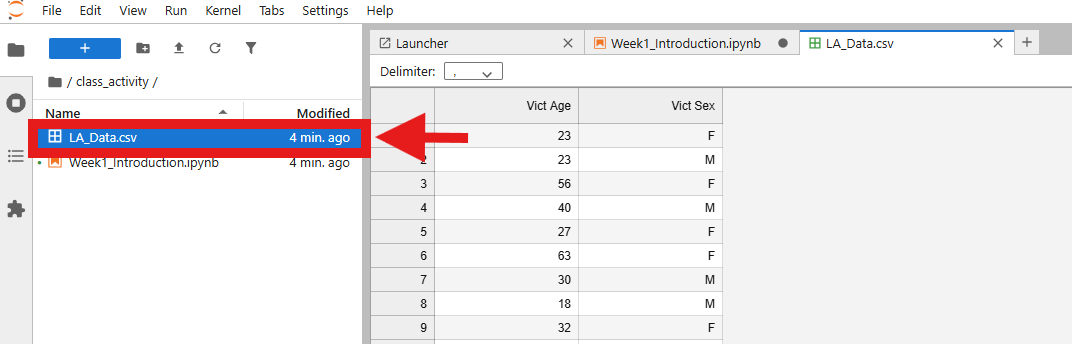 File Edit View Run Kernel Tabs Settings Help
+
/ class_activity /
Name Modified
LA_Data.csv 4 min. ago
Week1_Introduction.ipynb 4 min. ago
Launcher Week1_Introduction.ipynb LA_Data.csv
Delimiter: ,
Vict Age Vict Sex
23 F
2 23 M
3 56 F
4 40 M
5 27 F
6 63 F
7 30 M
8 18 M
9 32 F